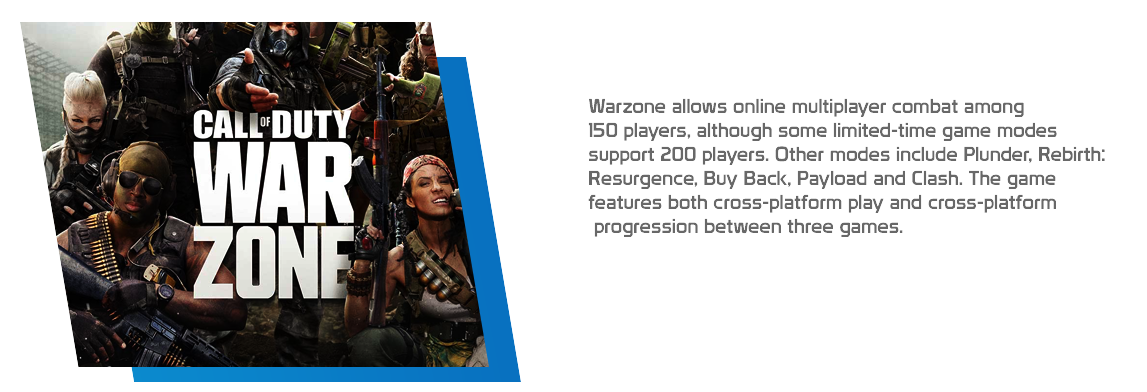 CALL OF DUTY
WAR
ZONE
Warzone allows online multiplayer combat among
150 players, although some limited-time game modes
support 200 players. Other modes include Plunder, Rebirth:
Resurgence, Buy Back, Payload and Clash. The game
features both cross-platform play and cross-platform
progression between three games.